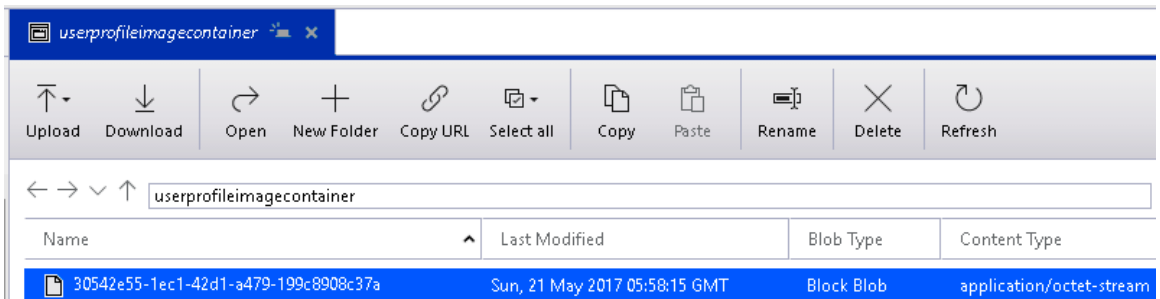 userprofileimagecontainer
Upload Download Open New Folder Copy URL Select all Copy Paste Rename Delete Refresh
userprofileimagecontainer
Name Last Modified Blob Type Content Type
30542e55-1ec1-42d1-a479-199c8908c37a Sun, 21 May 2017 05:58:15 GMT Block Blob application/octet-stream